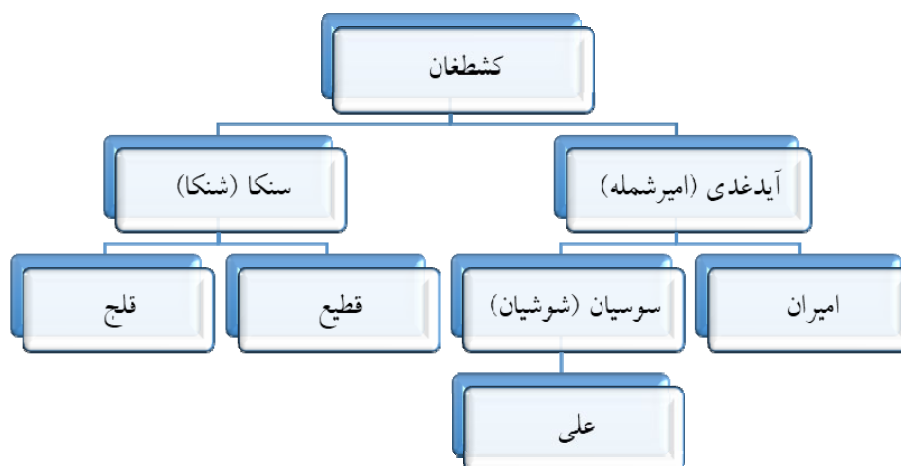 کشطغان
آیدغدی (امیرشمله)
سنکا (شنکا)
امیران
سوسیان (شوشیان)
قطیع
قلج
علی